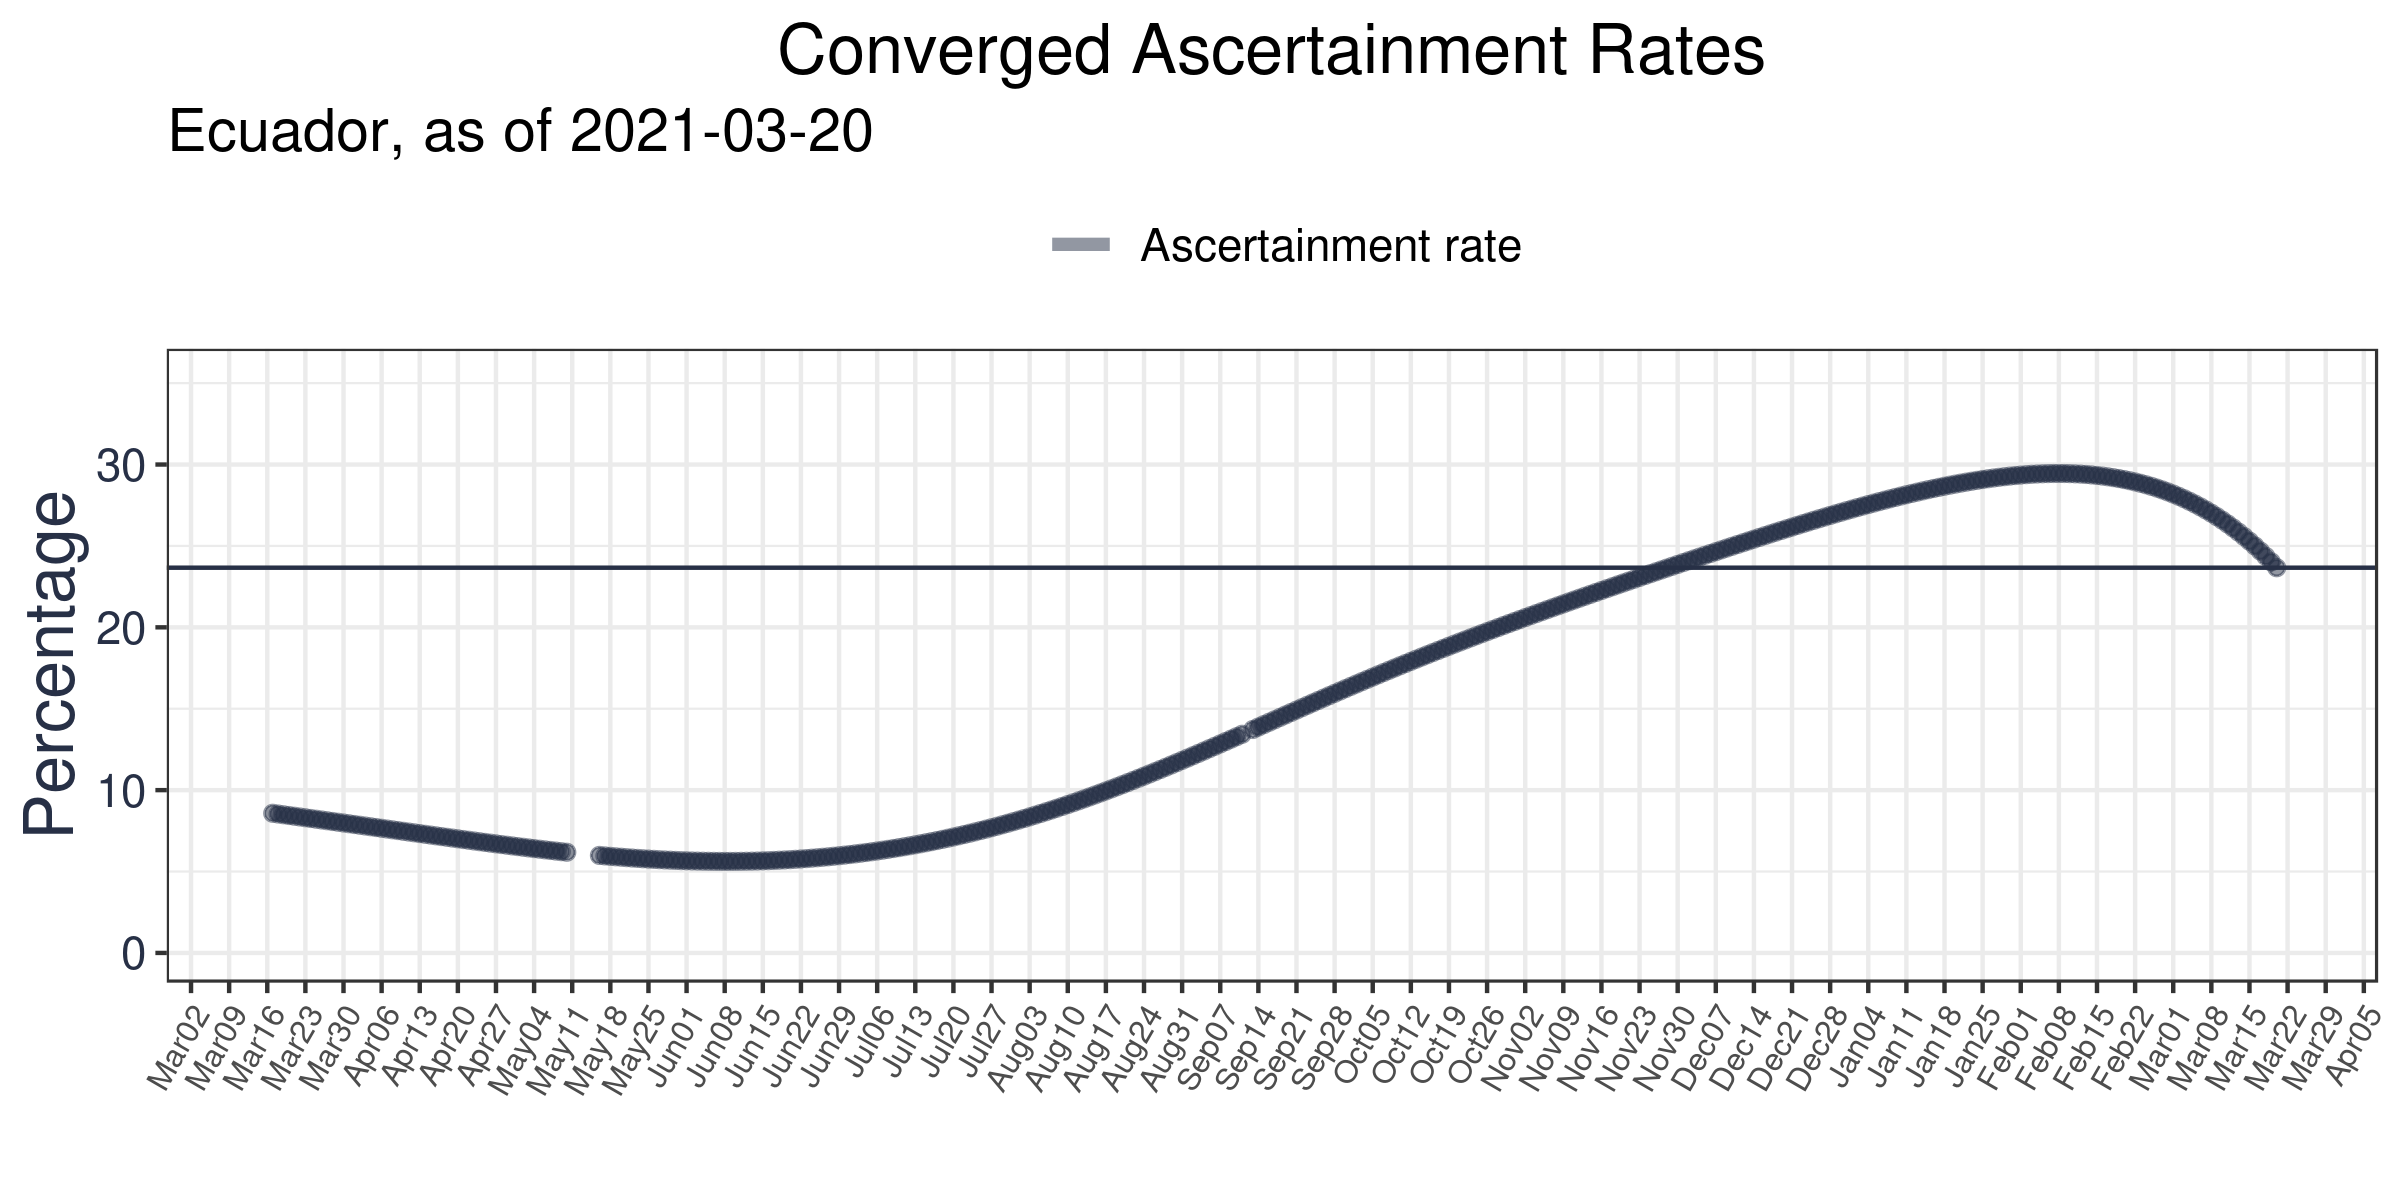 Converged Ascertainment Rates
Ecuador, as of 2021-03-20
Ascertainment rate
Percentage
30
20
10
0
Mar02 Mar09 Mar16 Mar23 Mar30 Apr06 Apr13 Apr20 Apr27 May04 May11 May18 May25 Jun01 Jun08 Jun15 Jun22 Jun29 Jul06 Jul13 Jul20 Jul27 Aug03 Aug10 Aug17 Aug24 Aug31 Sep07 Sep14 Sep21 Sep28 Oct05 Oct12 Oct19 Oct26 Nov02 Nov09 Nov16 Nov23 Nov30 Dec07 Dec14 Dec21 Dec28 Jan04 Jan11 Jan18 Jan25 Feb01 Feb08 Feb15 Feb22 Mar01 Mar08 Mar15 Mar22 Mar29 Apr05